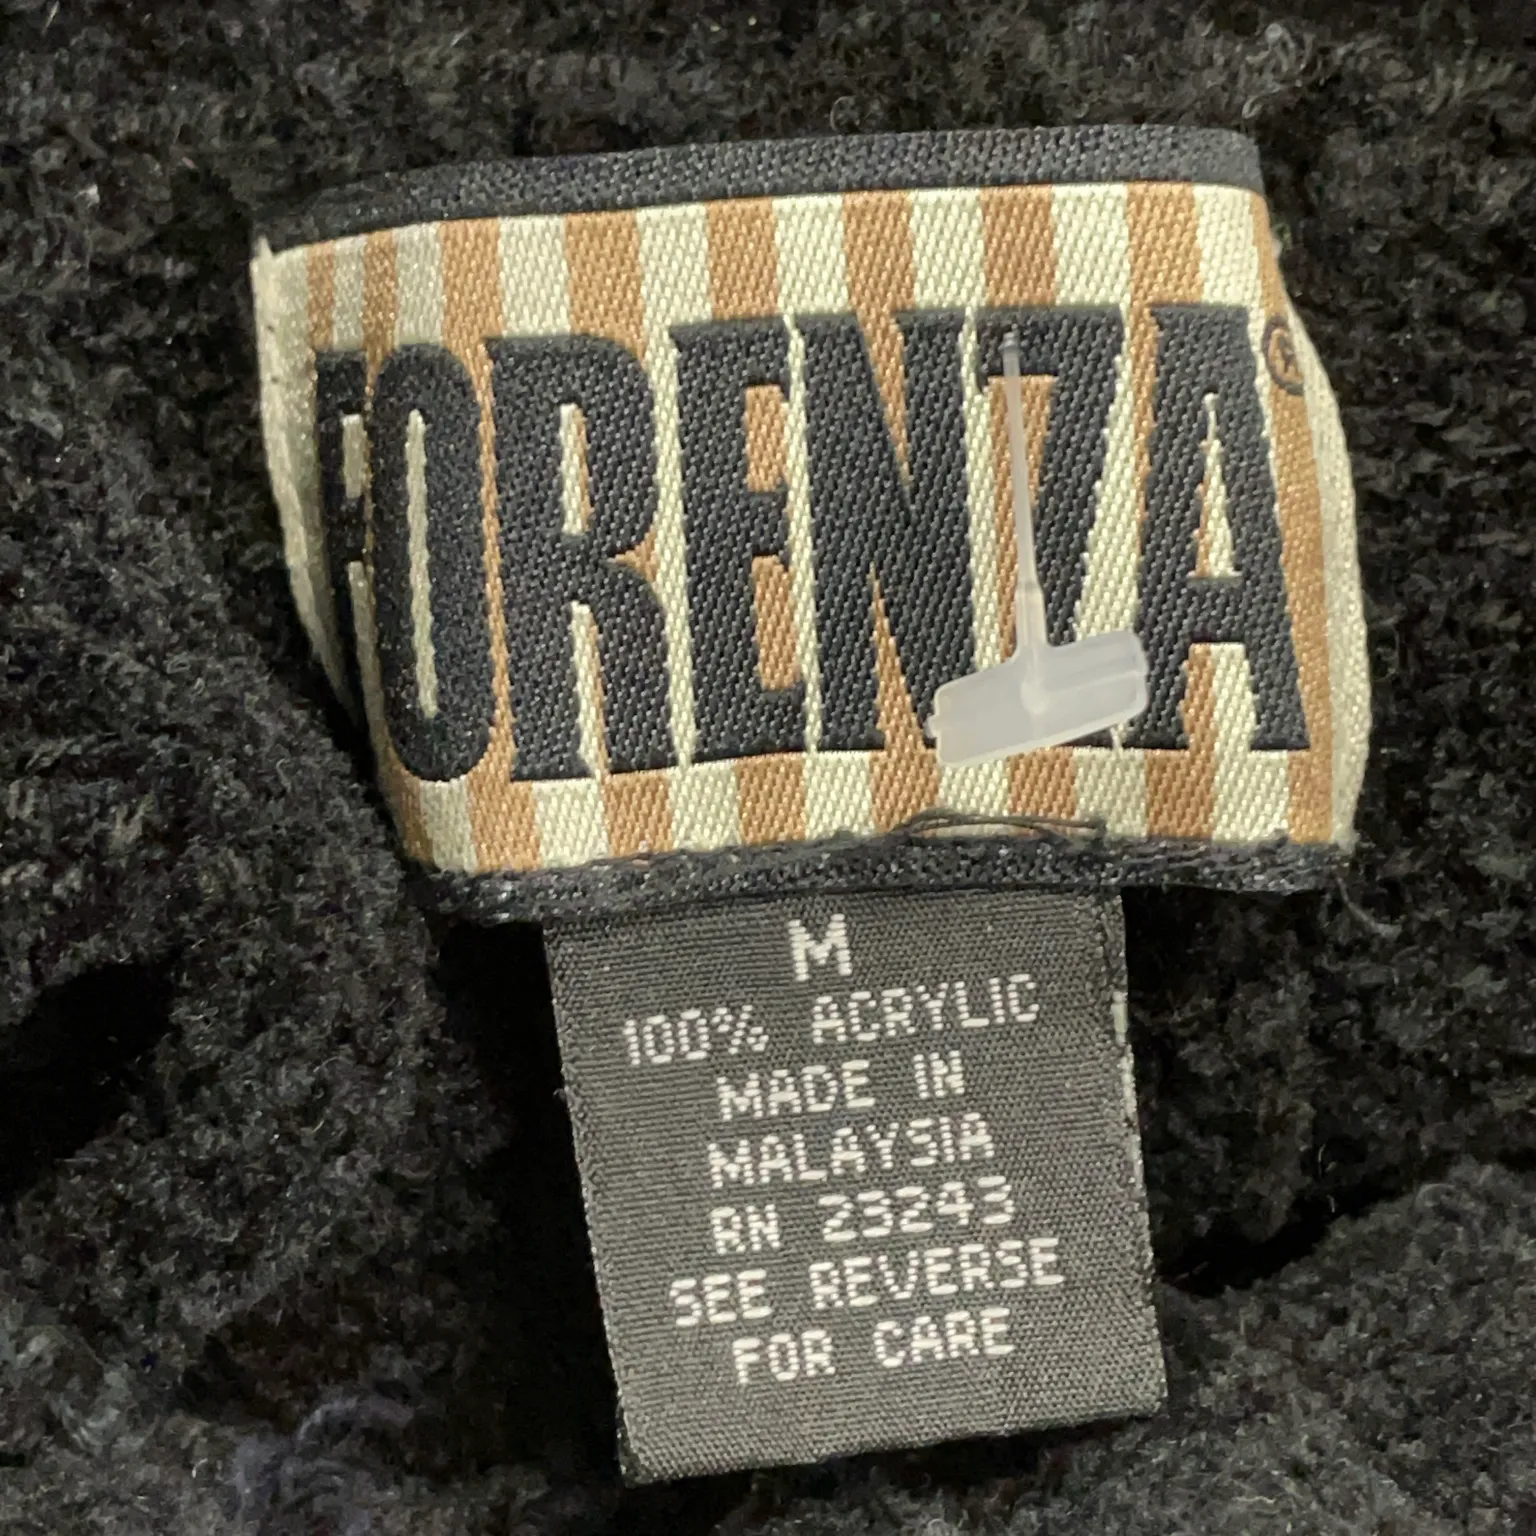 FORENZA®
M
100% ACRYLIC
MADE IN
MALAYSIA
RN 23243
SEE REVERSE
FOR CARE